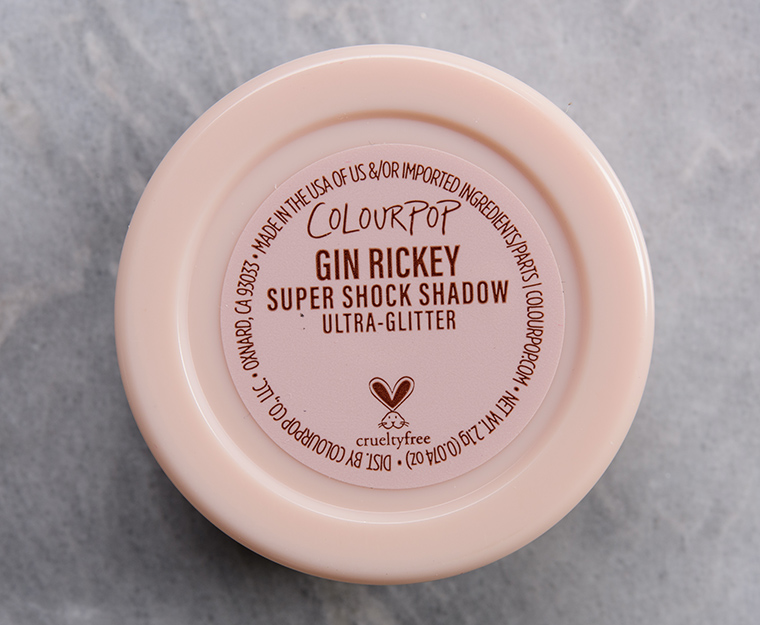 COLOURPOP
GIN RICKEY
SUPER SHOCK SHADOW
ULTRA-GLITTER
crueltyfree
MADE IN THE USA OF US &/OR IMPORTED INGREDIENTS/PARTS | COLOURPOP.COM • NET WT. 2.1g (0.074 oz) • DIST. BY COLOURPOP CO., LLC. • OXNARD, CA 93033 •